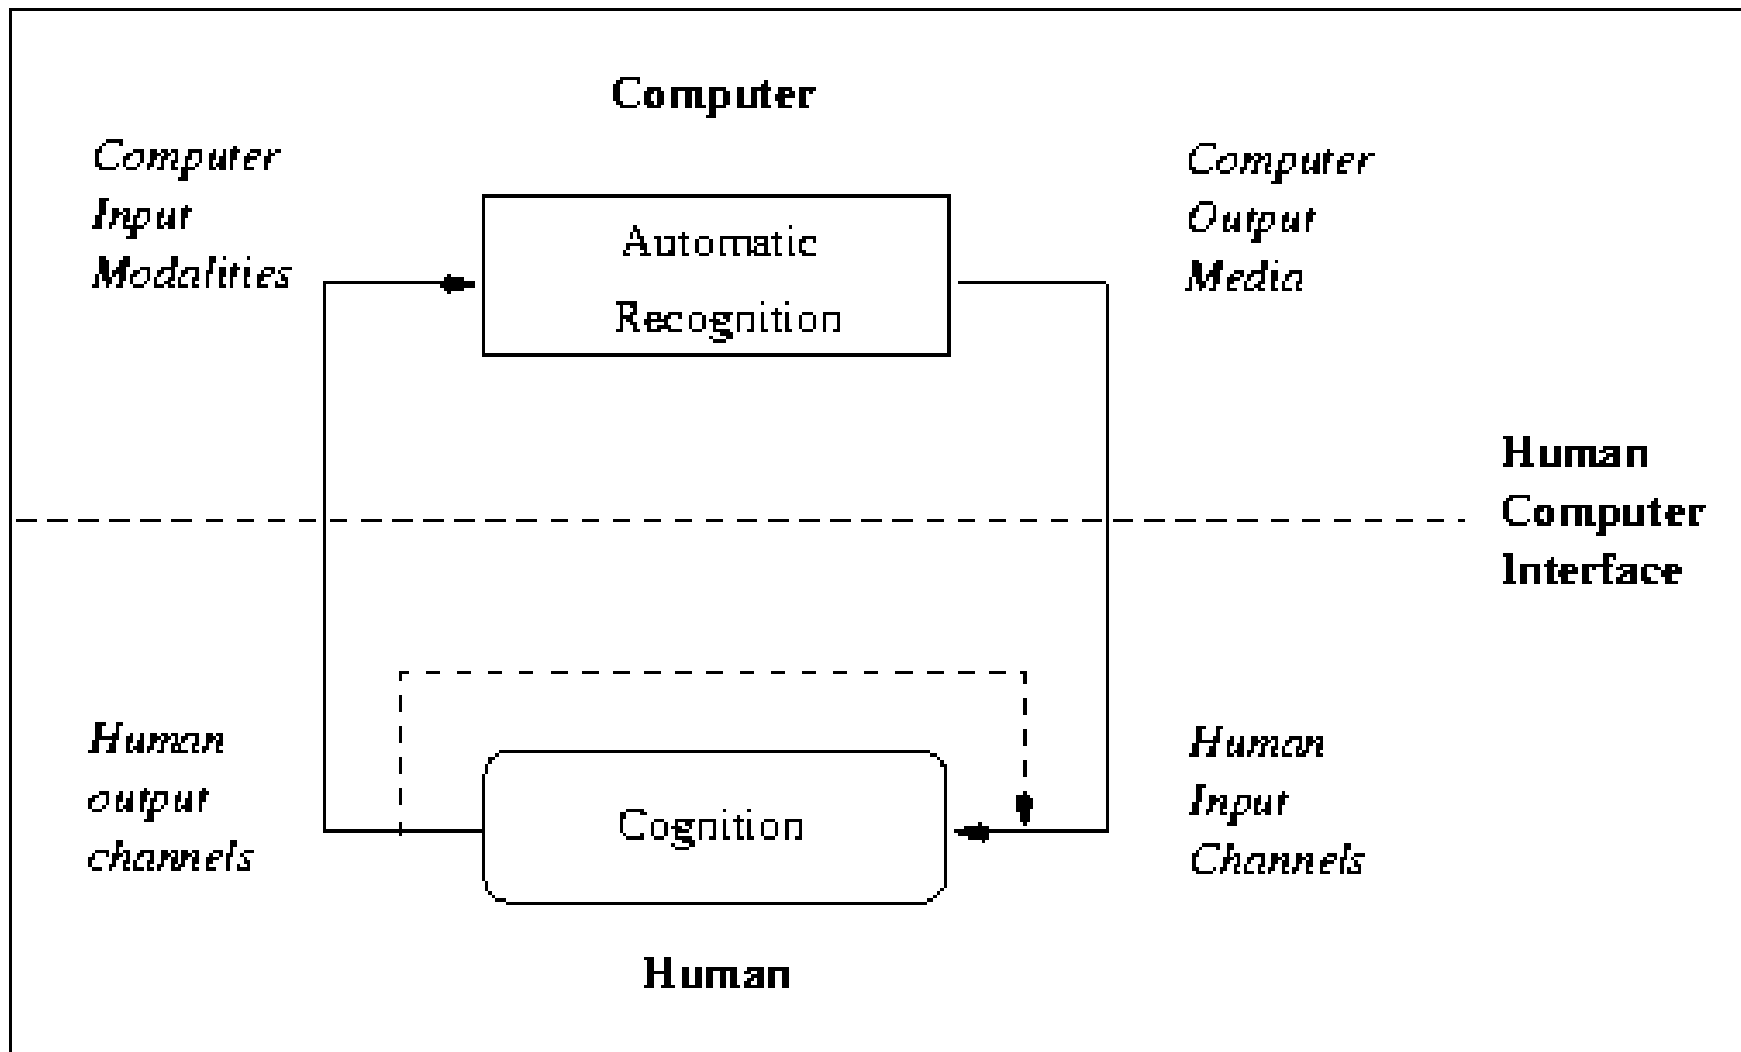 Computer
Computer
Input
Modalities
Automatic
Recognition
Computer
Output
Media
Human
Computer
Interface
Human
output
channels
Cognition
Human
Input
Channels
Human